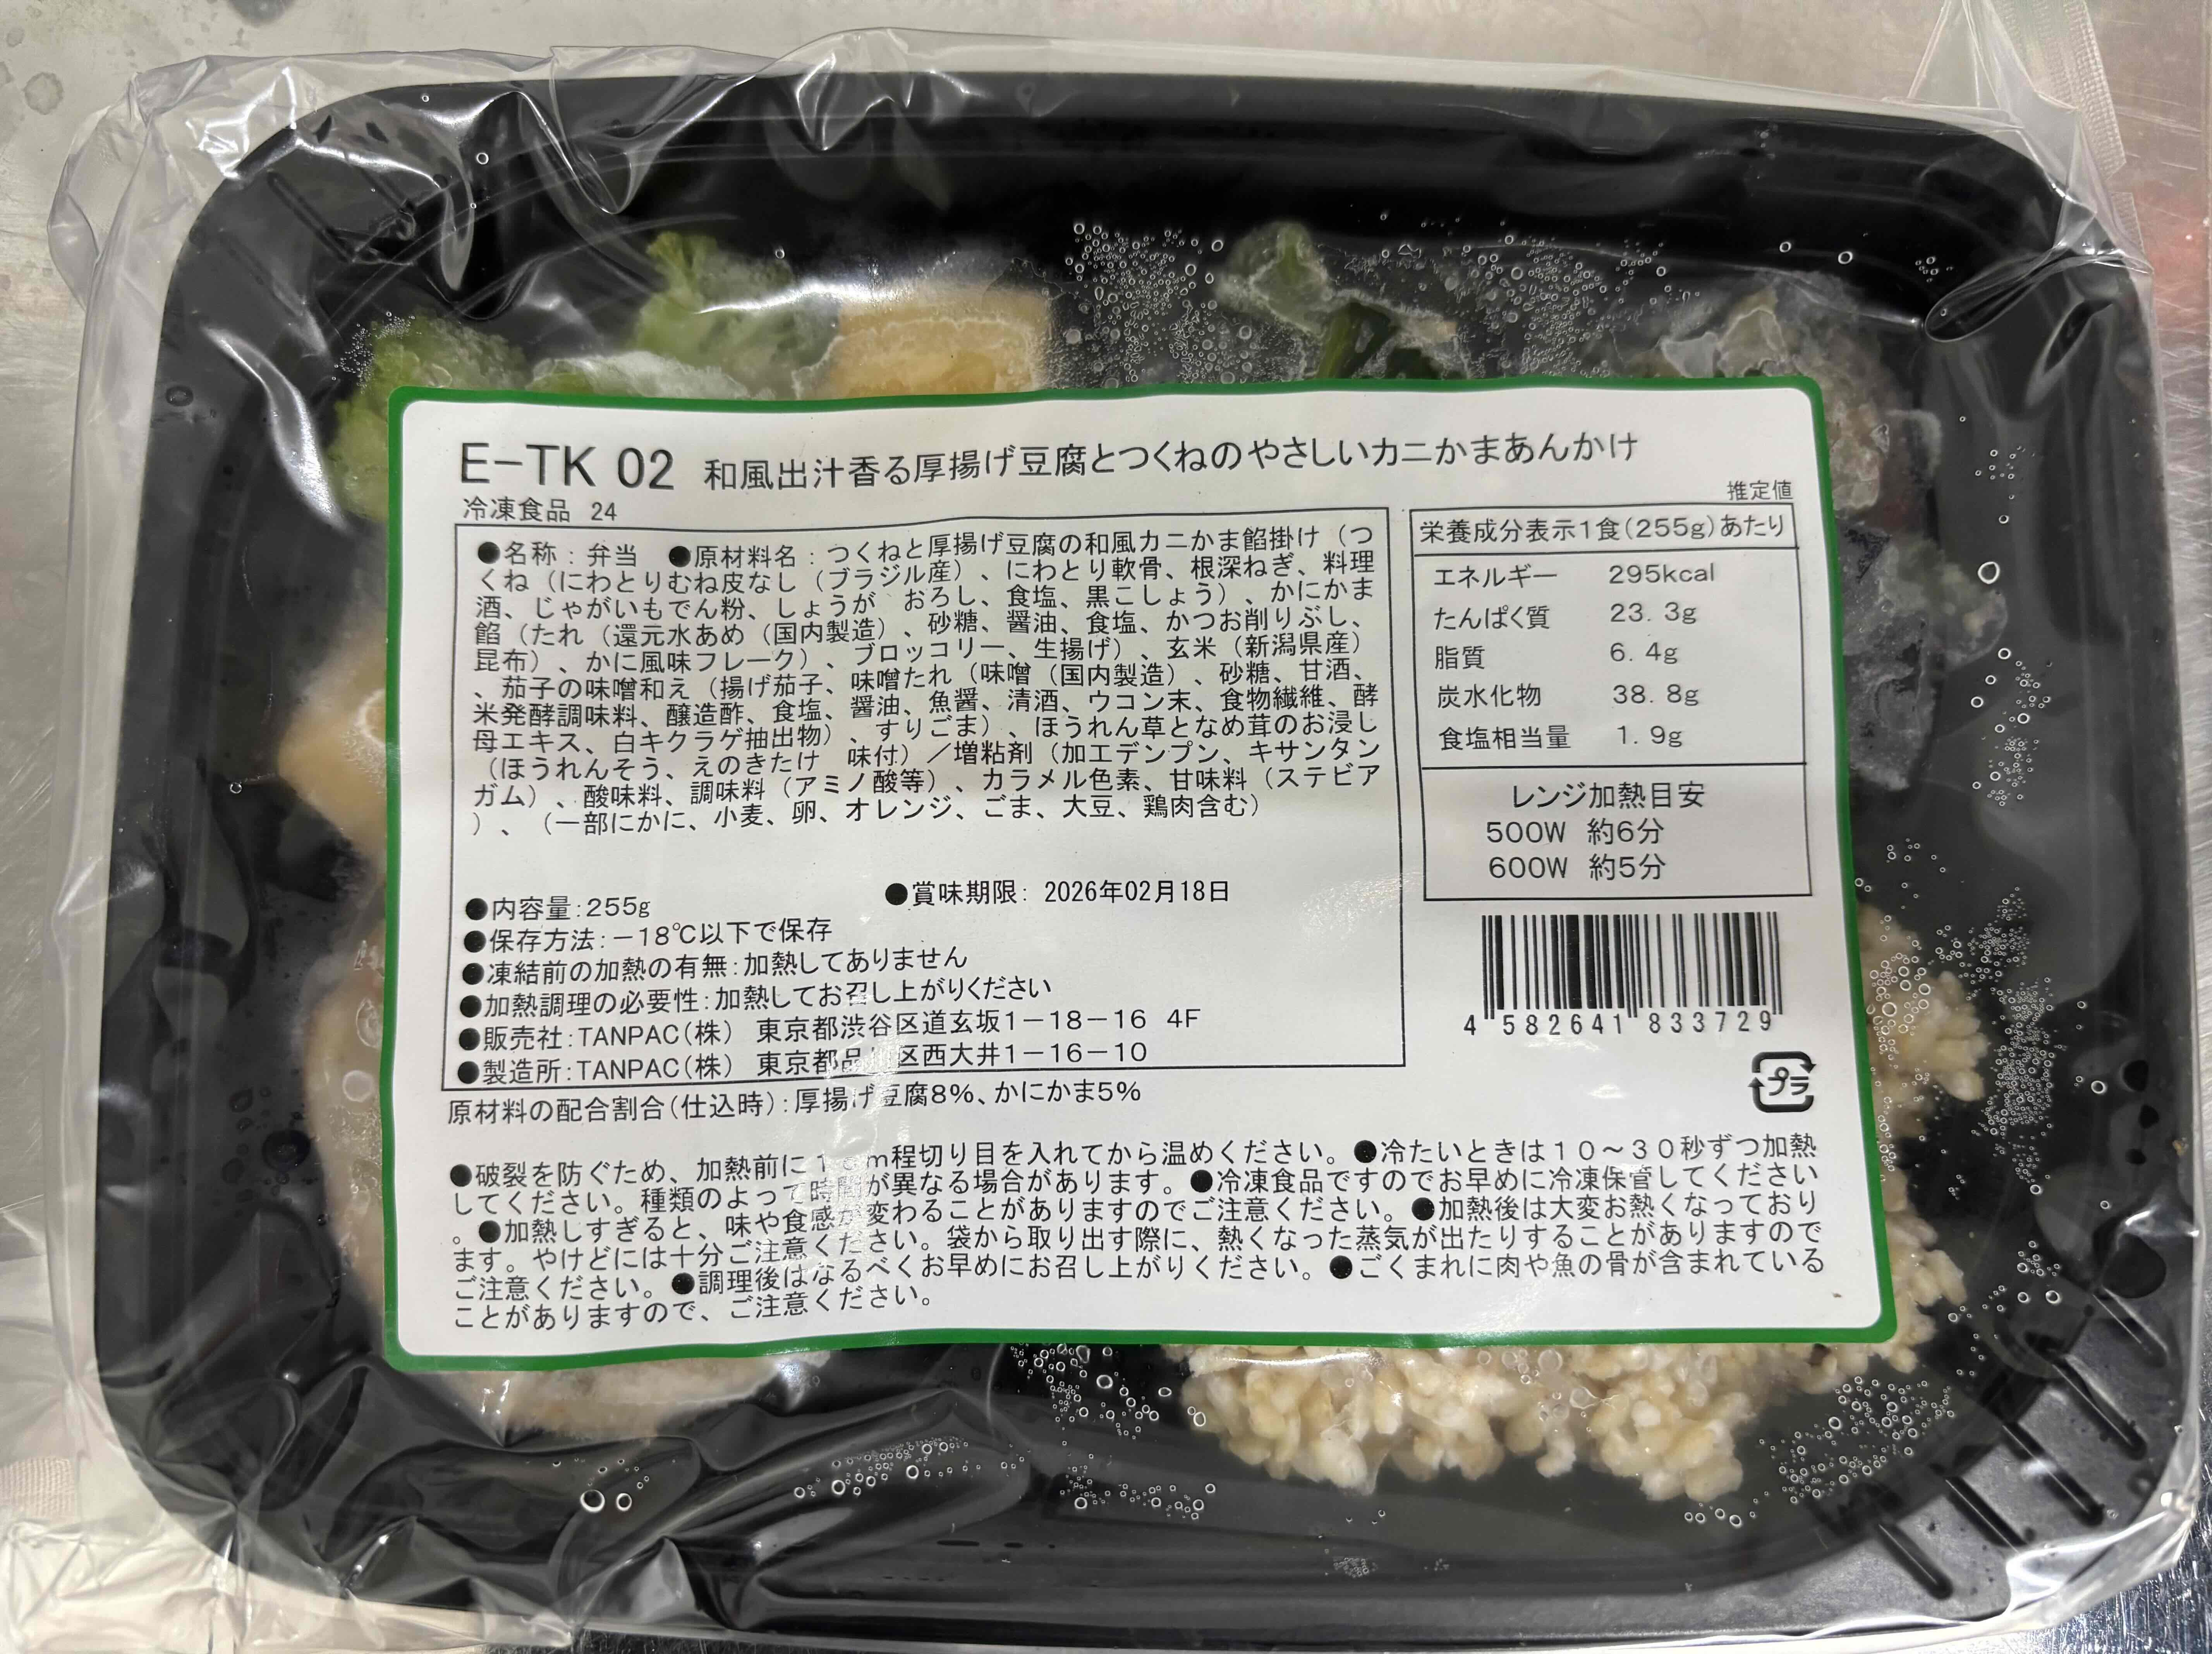 E-TK 02 和風出汁香る厚揚げ豆腐とつくねのやさしいカニかまあんかけ
冷凍食品 24
●名称：弁当　●原材料名：つくねと厚揚げ豆腐の和風カニかま餡掛け（つ
くね（にわとりむね皮なし（ブラジル産）、にわとり軟骨、根深ねぎ、料理
酒、じゃがいもでん粉、しょうが　おろし、食塩、黒こしょう）、かにかま
餡（たれ（還元水あめ（国内製造）、砂糖、醤油、食塩、かつお削りぶし、
昆布）、かに風味フレーク）、ブロッコリー、生揚げ）、玄米（新潟県産）
、茄子の味噌和え（揚げ茄子、味噌たれ（味噌（国内製造）、砂糖、甘酒、
米発酵調味料、醸造酢、食塩、醤油、魚醤、清酒、ウコン末、食物繊維、酵
母エキス、白キクラゲ抽出物）、すりごま）、ほうれん草となめ茸のお浸し
（ほうれんそう、えのきたけ　味付）／増粘剤（加工デンプン、キサンタン
ガム）、酸味料、調味料（アミノ酸等）、カラメル色素、甘味料（ステビア
）、（一部にかに、小麦、卵、オレンジ、ごま、大豆、鶏肉含む）
●内容量：255g　●賞味期限：2026年02月18日
●保存方法：－18℃以下で保存
●凍結前の加熱の有無：加熱してありません
●加熱調理の必要性：加熱してお召し上がりください
●販売社：TANPAC(株)　東京都渋谷区道玄坂1－18－16 4F
●製造所：TANPAC(株)　東京都品川区西大井1－16－10
原材料の配合割合(仕込時)：厚揚げ豆腐8%、かにかま5%
推定値
栄養成分表示1食(255g)あたり
エネルギー 295kcal
たんぱく質 23.3g
脂質 6.4g
炭水化物 38.8g
食塩相当量 1.9g
レンジ加熱目安
500W 約6分
600W 約5分
4 582641 833729
プラ
●破裂を防ぐため、加熱前に１ｃｍ程切り目を入れてから温めください。●冷たいときは１０～３０秒ずつ加熱
してください。種類のよって時間が異なる場合があります。●冷凍食品ですのでお早めに冷凍保管してください
。●加熱しすぎると、味や食感が変わることがありますのでご注意ください。●加熱後は大変お熱くなっており
ます。やけどには十分ご注意ください。袋から取り出す際に、熱くなった蒸気が出たりすることがありますので
ご注意ください。●調理後はなるべくお早めにお召し上がりください。●ごくまれに肉や魚の骨が含まれている
ことがありますので、ご注意ください。